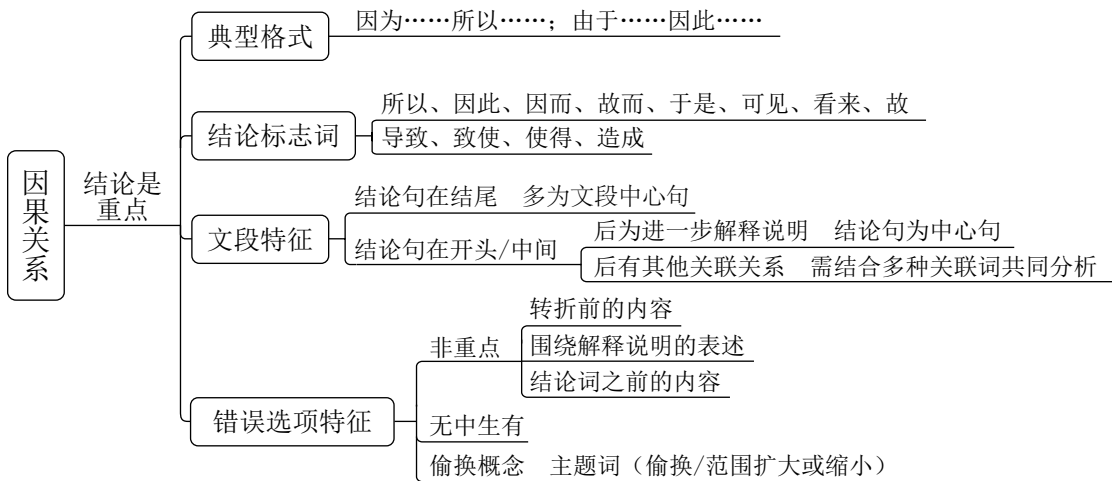 因果关系
结论是
重点
典型格式
因为……所以……；由于……因此……
结论标志词
所以、因此、因而、故而、于是、可见、看来、故
导致、致使、使得、造成
文段特征
结论句在结尾　多为文段中心句
结论句在开头/中间
后为进一步解释说明　结论句为中心句
后有其他关联关系　需结合多种关联词共同分析
错误选项特征
非重点
转折前的内容
围绕解释说明的表述
结论词之前的内容
无中生有
偷换概念　主题词（偷换/范围扩大或缩小）